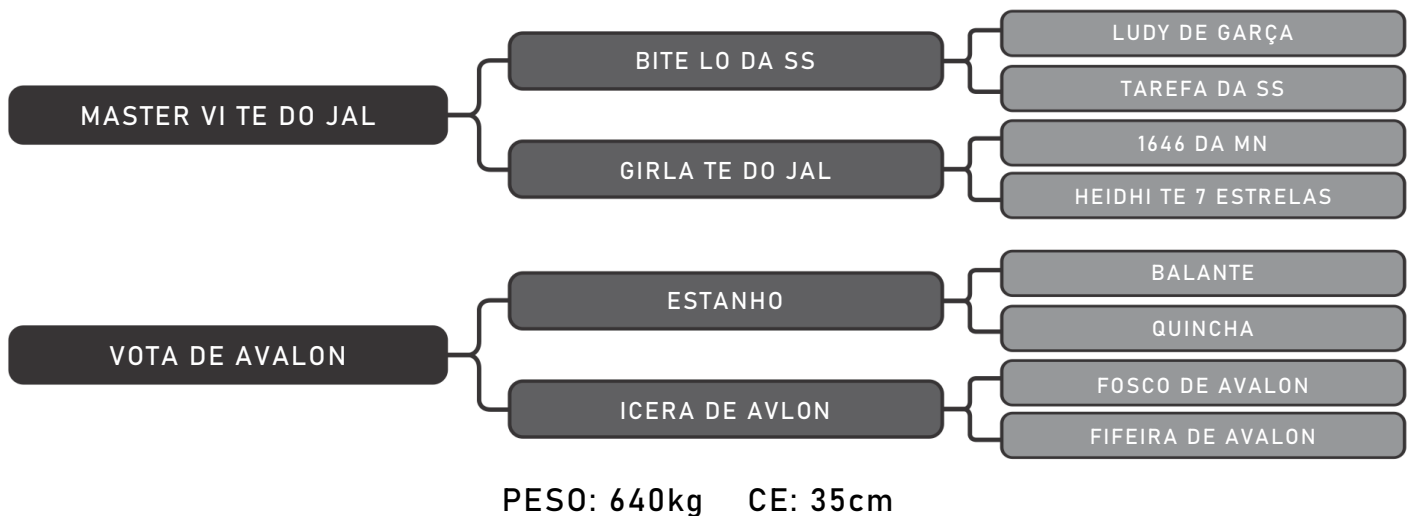 MASTER VI TE DO JAL
BITE LO DA SS
LUDY DE GARÇA
TAREFA DA SS
GIRLA TE DO JAL
1646 DA MN
HEIDHI TE 7 ESTRELAS
VOTA DE AVALON
ESTANHO
BALANTE
QUINCHA
ICERA DE AVLON
FOSCO DE AVALON
FIFEIRA DE AVALON
PESO: 640kg CE: 35cm